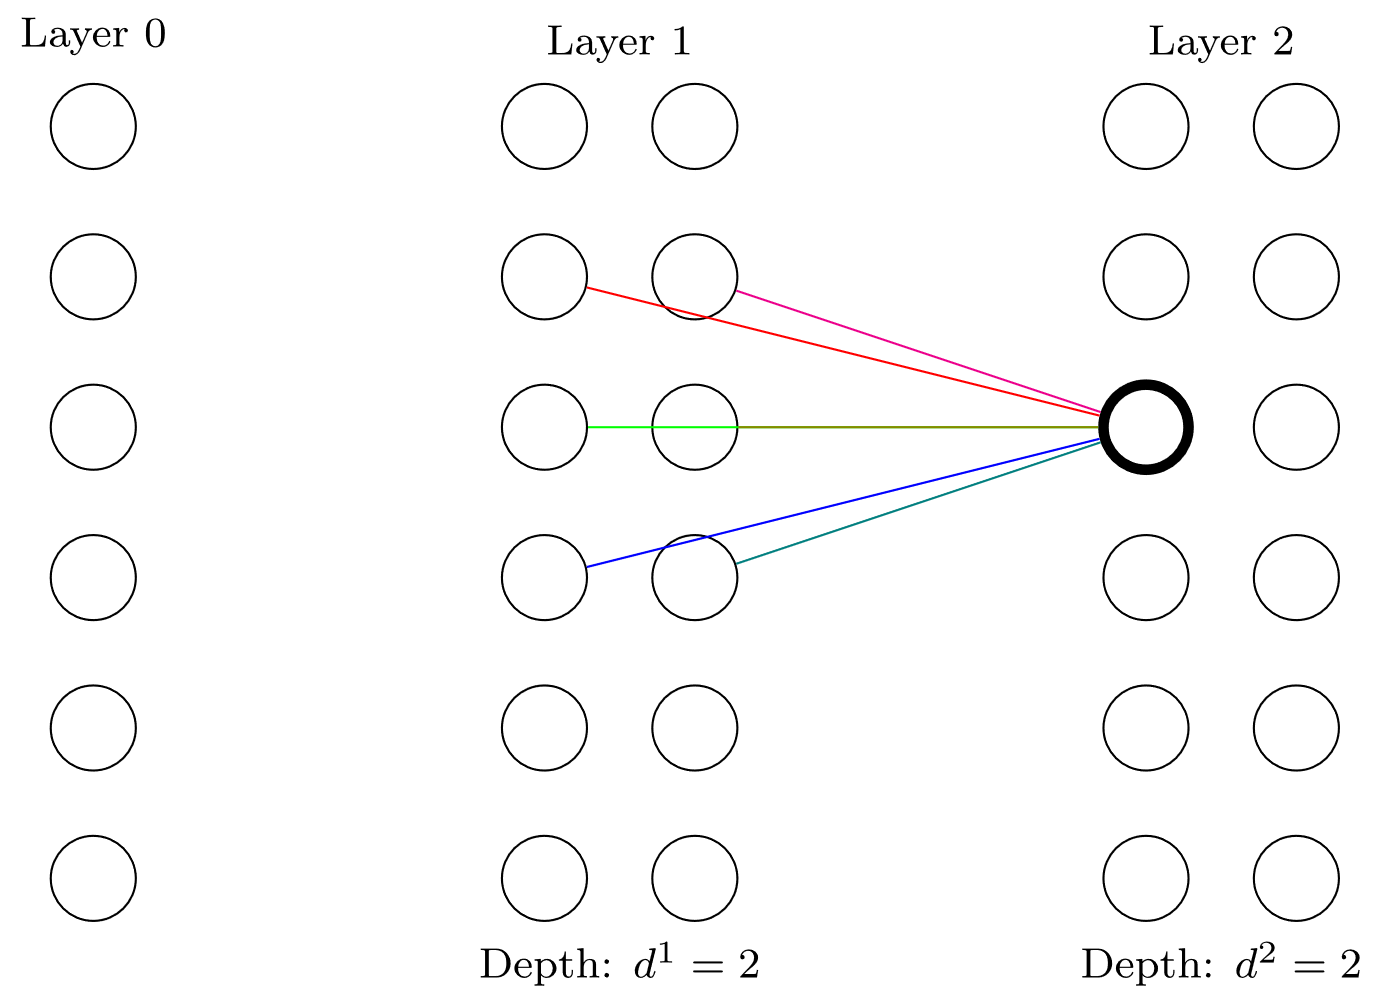 Layer 0
Layer 1
Layer 2
Depth: d¹ = 2
Depth: d² = 2